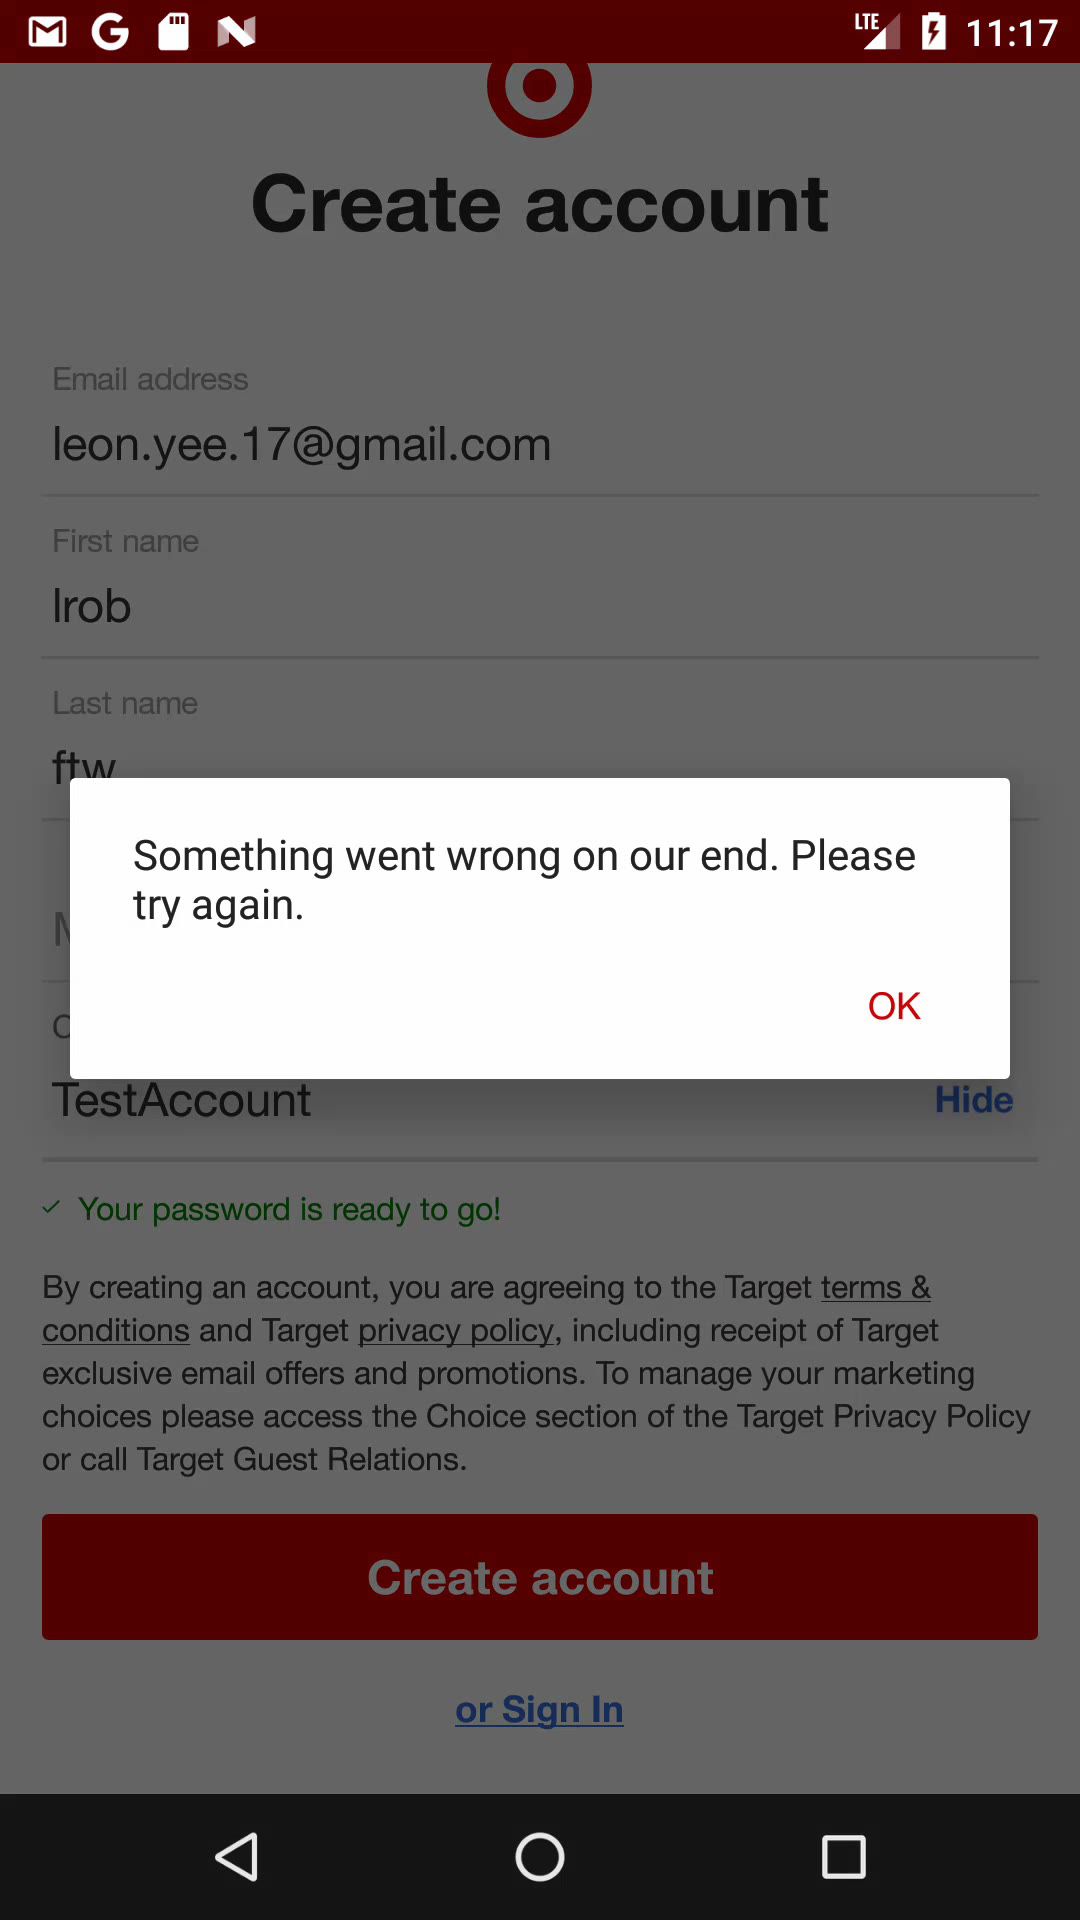 LTE 11:17
Create account
Email address
leon.yee.17@gmail.com
First name
lrob
Last name
ftw
Something went wrong on our end. Please
try again.
OK
TestAccount
Hide
Your password is ready to go!
By creating an account, you are agreeing to the Target terms &
conditions and Target privacy policy, including receipt of Target
exclusive email offers and promotions. To manage your marketing
choices please access the Choice section of the Target Privacy Policy
or call Target Guest Relations.
Create account
or Sign In